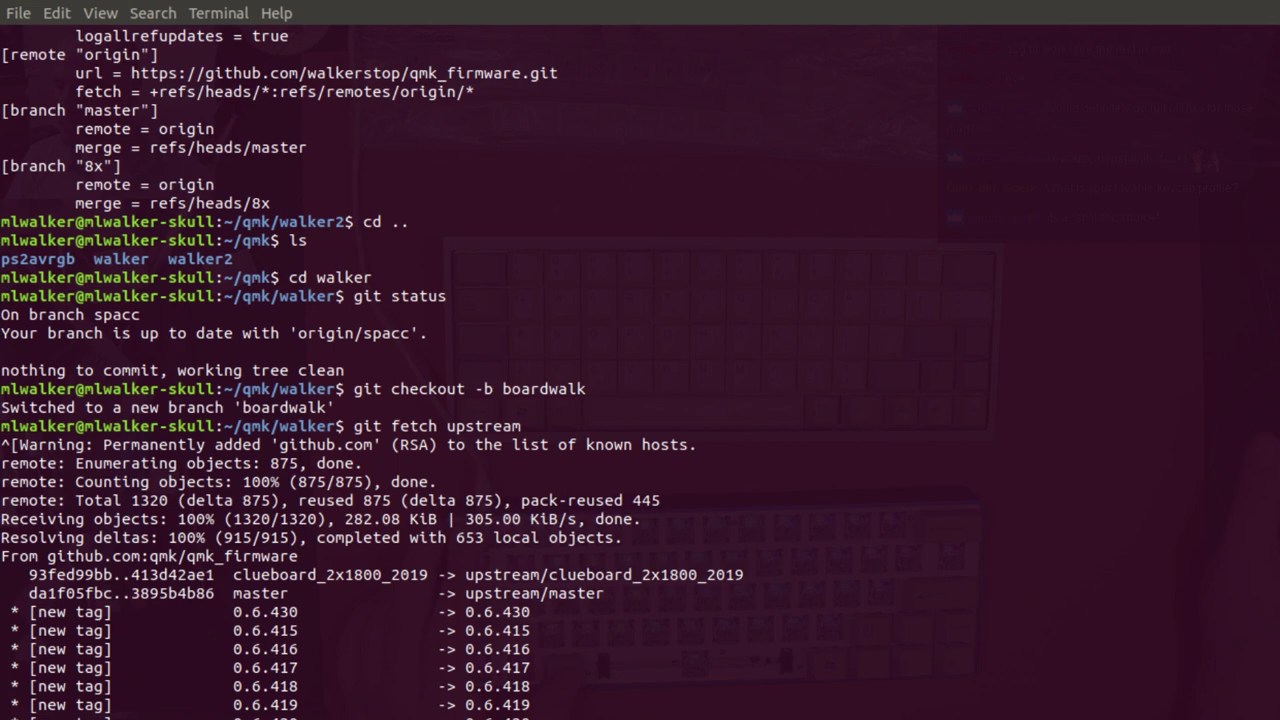 File Edit View Search Terminal Help
logallrefupdates = true
[remote "origin"]
url = https://github.com/walkerstop/qmk_firmware.git
fetch = +refs/heads/*:refs/remotes/origin/*
[branch "master"]
remote = origin
merge = refs/heads/master
[branch "8x"]
remote = origin
merge = refs/heads/8x
mlwalker@mlwalker-skull:~/qmk/walker2$ cd ..
mlwalker@mlwalker-skull:~/qmk$ ls
ps2avrgb walker walker2
mlwalker@mlwalker-skull:~/qmk$ cd walker
mlwalker@mlwalker-skull:~/qmk/walker$ git status
On branch spacc
Your branch is up to date with 'origin/spacc'.
nothing to commit, working tree clean
mlwalker@mlwalker-skull:~/qmk/walker$ git checkout -b boardwalk
Switched to a new branch 'boardwalk'
mlwalker@mlwalker-skull:~/qmk/walker$ git fetch upstream
^[Warning: Permanently added 'github.com' (RSA) to the list of known hosts.
remote: Enumerating objects: 875, done.
remote: Counting objects: 100% (875/875), done.
remote: Total 1320 (delta 875), reused 875 (delta 875), pack-reused 445
Receiving objects: 100% (1320/1320), 282.08 KiB | 305.00 KiB/s, done.
Resolving deltas: 100% (915/915), completed with 653 local objects.
From github.com:qmk/qmk_firmware
93fed99bb..413d42ae1 clueboard_2x1800_2019 -> upstream/clueboard_2x1800_2019
da1f05fbc..3895b4b86 master -> upstream/master
* [new tag] 0.6.430 -> 0.6.430
* [new tag] 0.6.415 -> 0.6.415
* [new tag] 0.6.416 -> 0.6.416
* [new tag] 0.6.417 -> 0.6.417
* [new tag] 0.6.418 -> 0.6.418
* [new tag] 0.6.419 -> 0.6.419